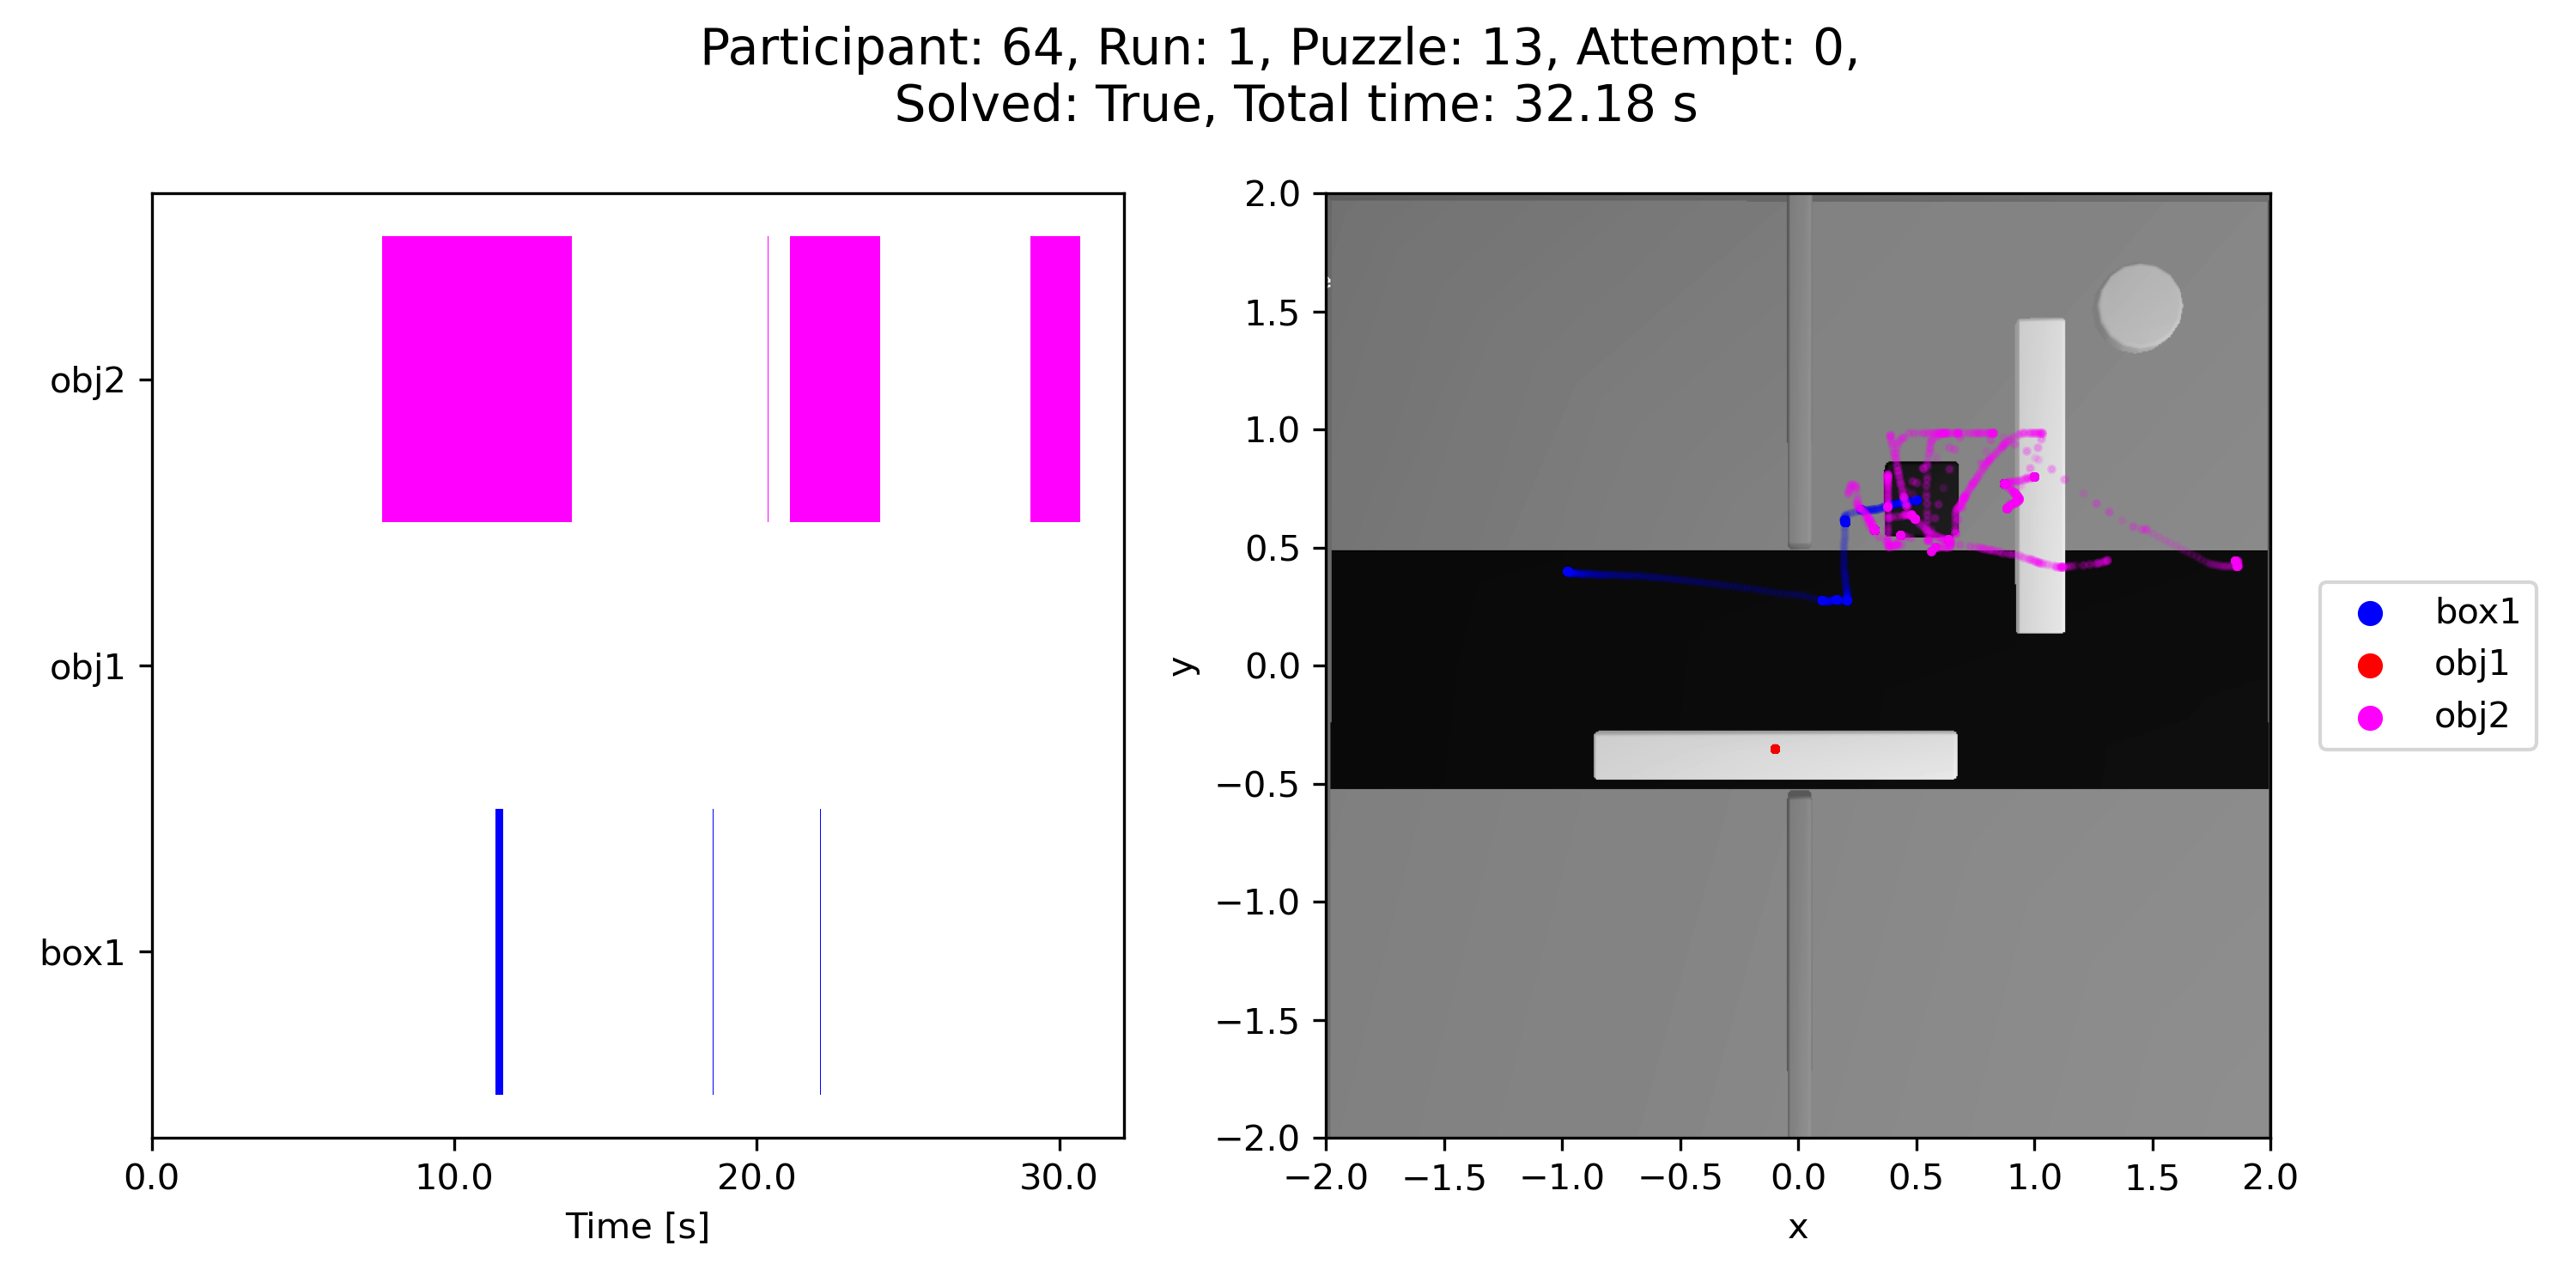 Participant: 64, Run: 1, Puzzle: 13, Attempt: 0,
Solved: True, Total time: 32.18 s
obj2
obj1
box1
0.0 10.0 20.0 30.0
Time [s]
2.0
1.5
1.0
0.5
0.0
−0.5
−1.0
−1.5
−2.0
y
−2.0 −1.5 −1.0 −0.5 0.0 0.5 1.0 1.5 2.0
x
box1
obj1
obj2